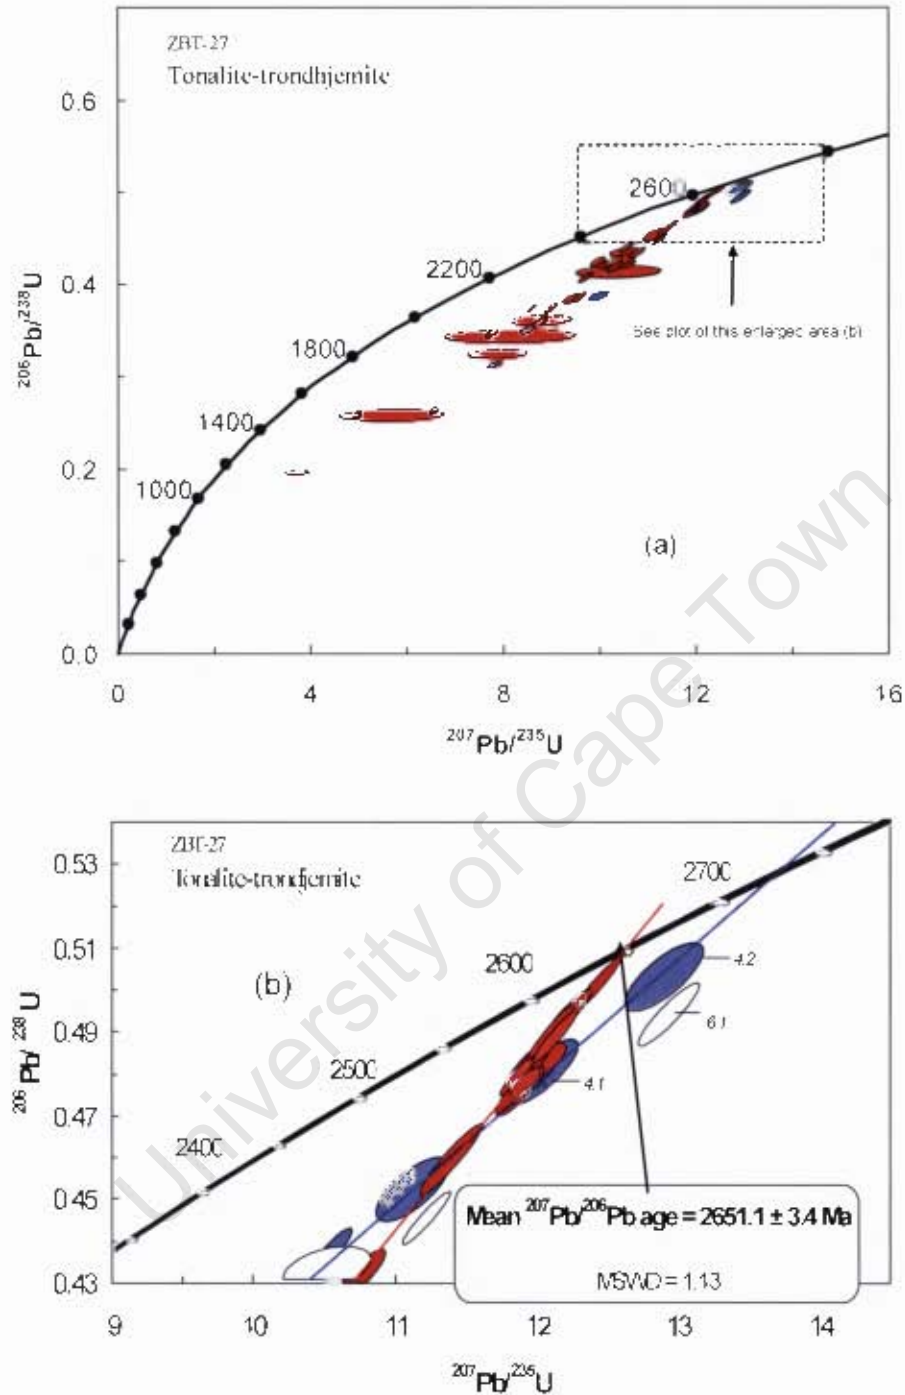 ZBT-27
Tonalite-trondhjemite
0.6
2600
0.4
2200
²⁰⁶Pb/²³⁸U
See plot of this enlarged area (b)
1800
1400
0.2
1000
(a)
0.0
0 4 8 12 16
²⁰⁷Pb/²³⁵U
ZBT-27
Tonalite-trondjemite
0.53
2700
0.51
2600
4.2
(b)
6.1
0.49
²⁰⁶Pb/²³⁸U
2500
4.1
0.47
2400
0.45
Mean ²⁰⁷Pb/²⁰⁶Pb age = 2651.1 ± 3.4 Ma
MSWD = 1.13
0.43
9 10 11 12 13 14
²⁰⁷Pb/²³⁵U
University of Cape Town